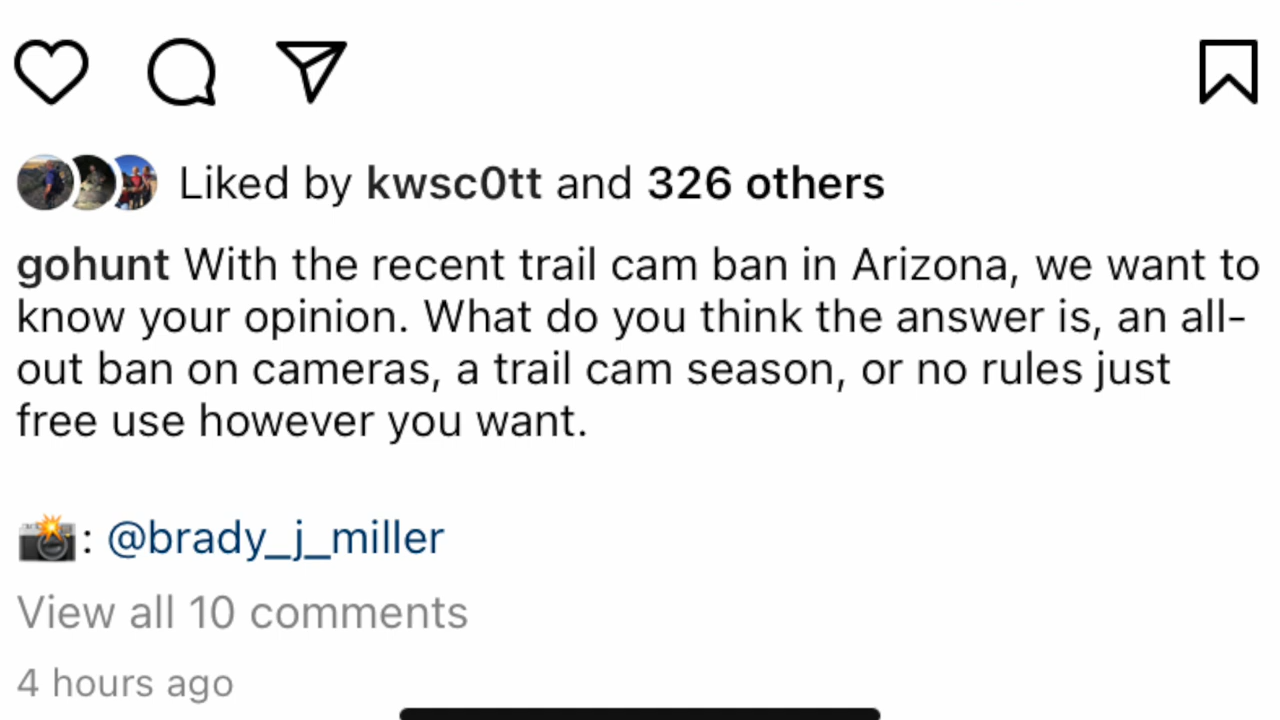 Liked by kwsc0tt and 326 others
gohunt With the recent trail cam ban in Arizona, we want to
know your opinion. What do you think the answer is, an all-
out ban on cameras, a trail cam season, or no rules just
free use however you want.
📸: @brady_j_miller
View all 10 comments
4 hours ago